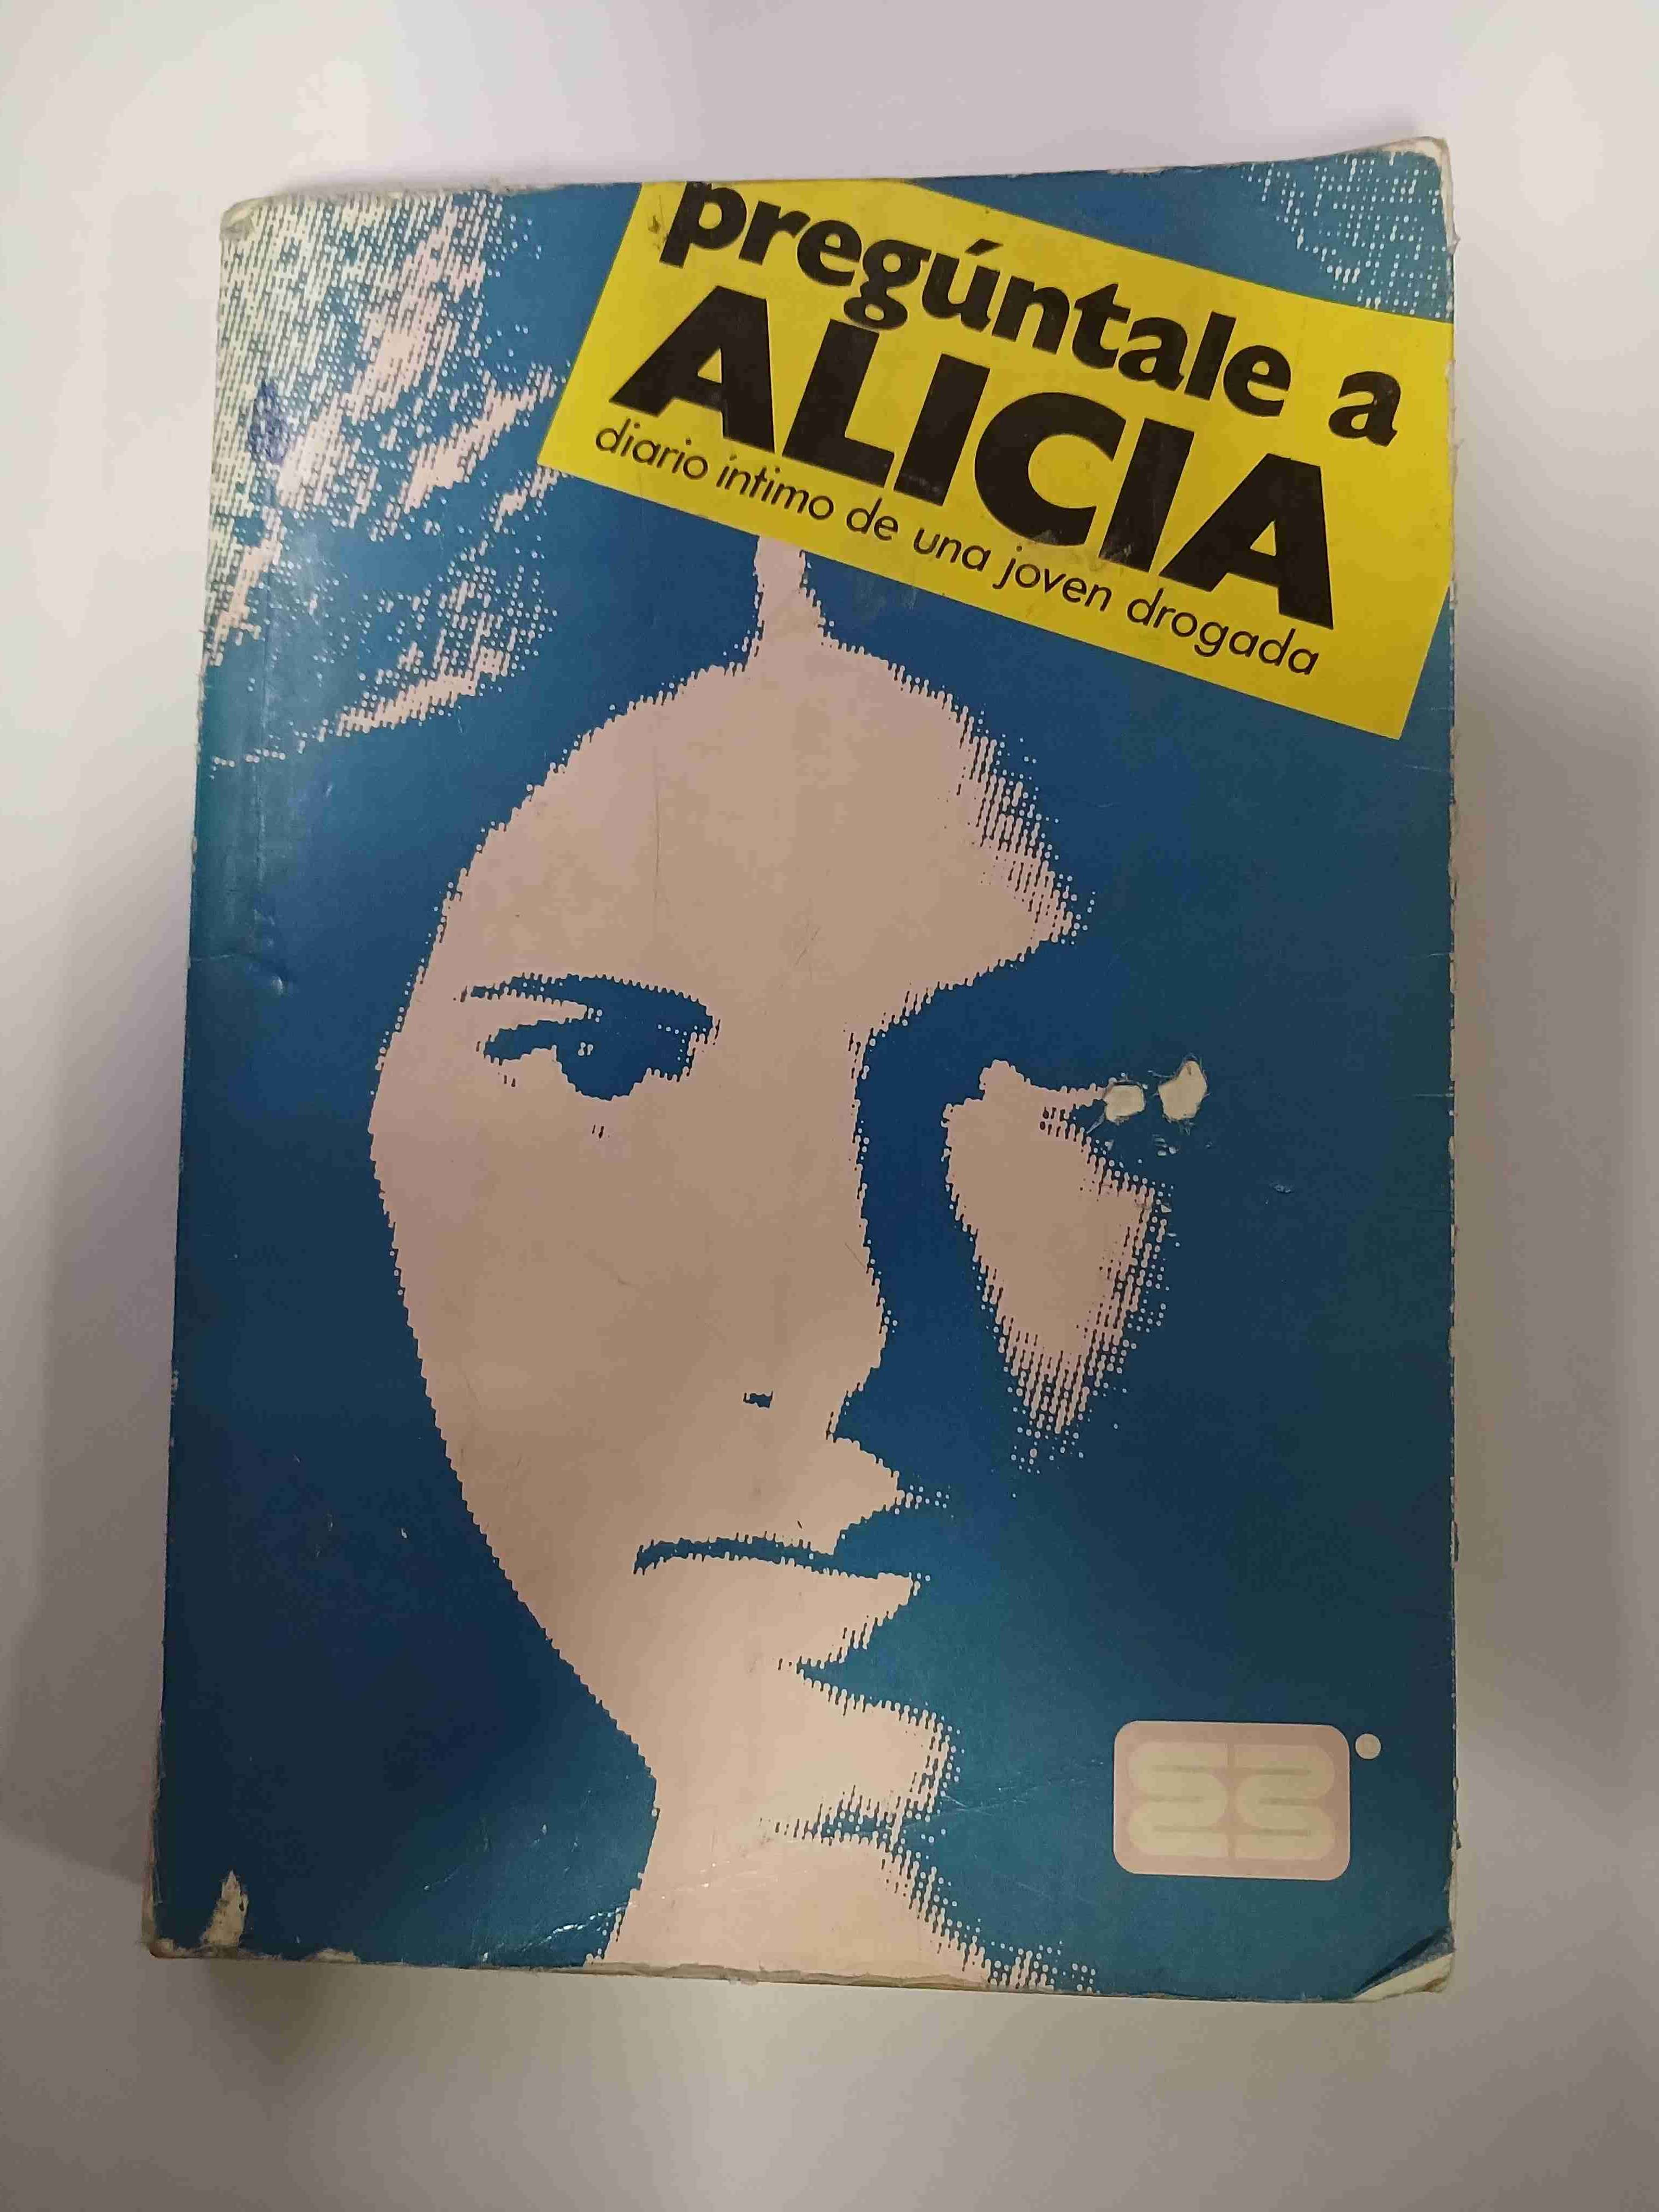 pregúntale a
ALICIA
diario íntimo de una joven drogada